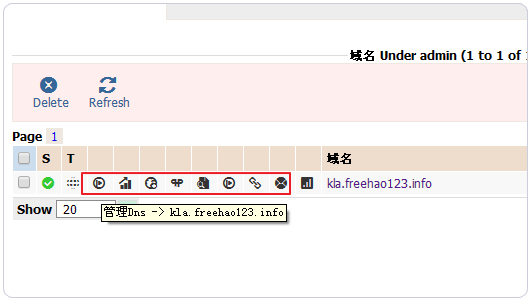 域名 Under admin (1 to 1 of 1
Delete Refresh
Page 1
S T 域名
kla.freehao123.info
Show 20
管理Dns -> kla.freehao123.info